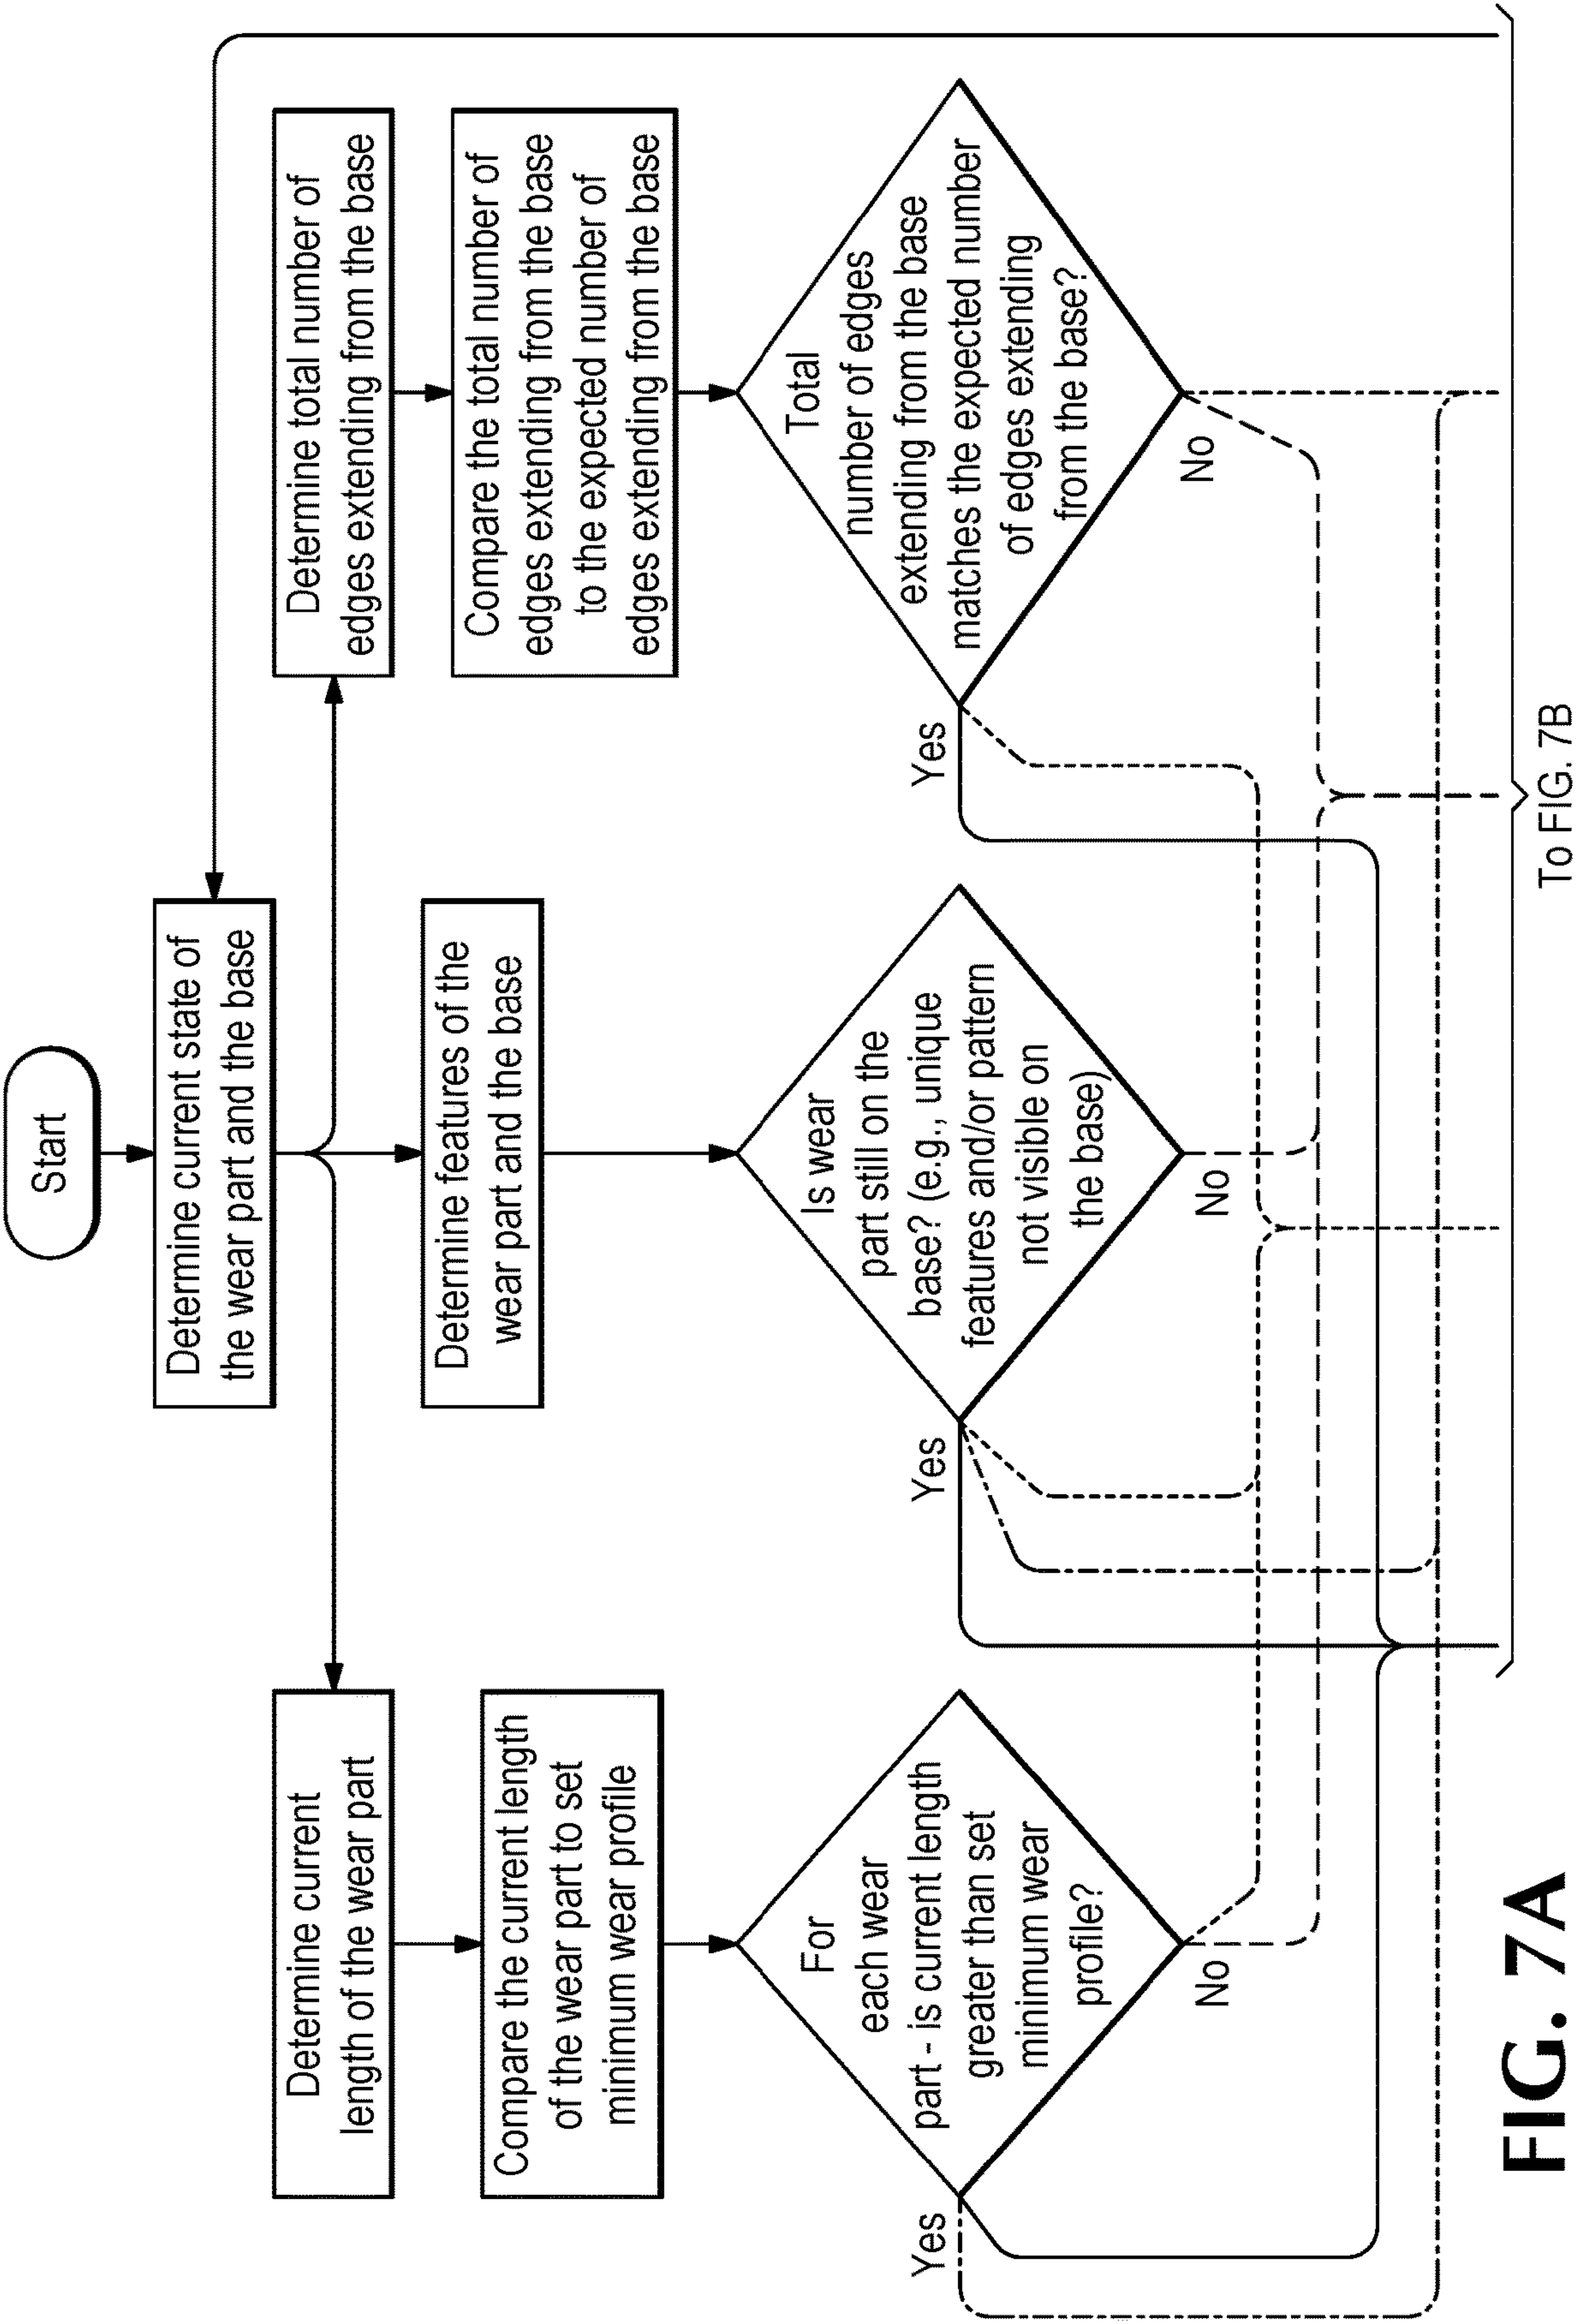 Start
Determine current state of
the wear part and the base
Determine current
length of the wear part
Compare the current length
of the wear part to set
minimum wear profile
For
each wear
part - is current length
greater than set
minimum wear
profile?
Yes
No
Determine features of the
wear part and the base
Is wear
part still on the
base? (e.g., unique
features and/or pattern
not visible on
the base)
Yes
No
Determine total number of
edges extending from the base
Compare the total number of
edges extending from the base
to the expected number of
edges extending from the base
Total
number of edges
extending from the base
matches the expected number
of edges extending
from the base?
Yes
No
To FIG. 7B
FIG. 7A